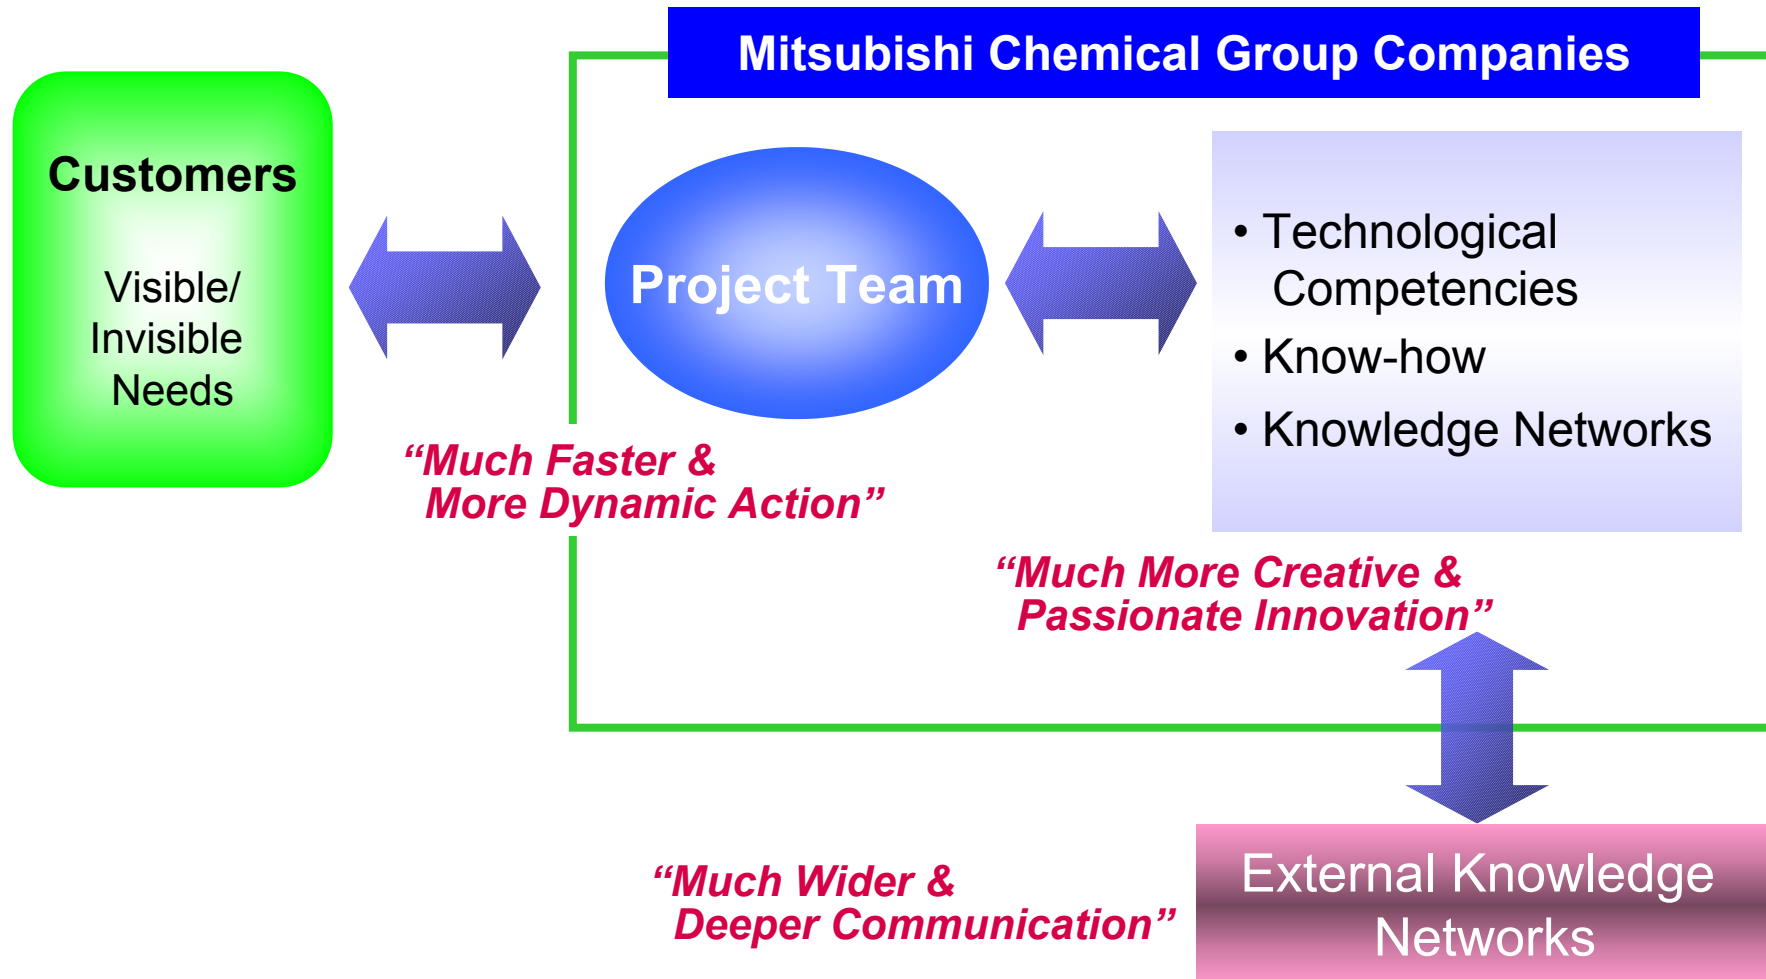 Mitsubishi Chemical Group Companies
Customers
Visible/
Invisible
Needs
Project Team
• Technological
Competencies
• Know-how
• Knowledge Networks
“Much Faster &
More Dynamic Action”
“Much More Creative &
Passionate Innovation”
“Much Wider &
Deeper Communication”
External Knowledge
Networks